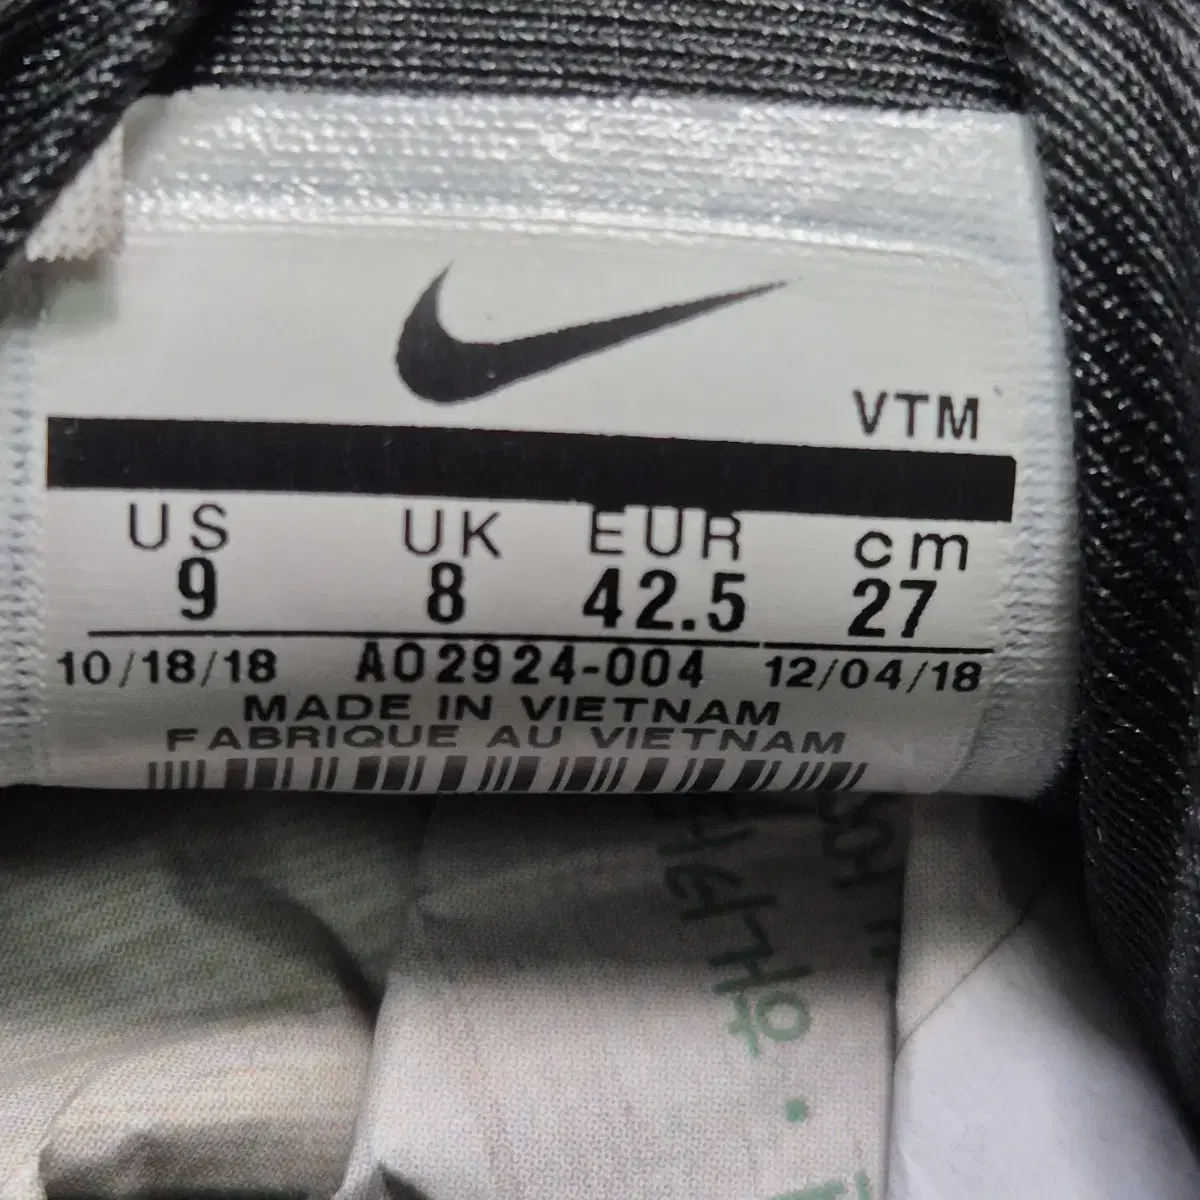 VTM
US UK EUR cm
9 8 42.5 27
10/18/18 AO2924-004 12/04/18
MADE IN VIETNAM
FABRIQUE AU VIETNAM